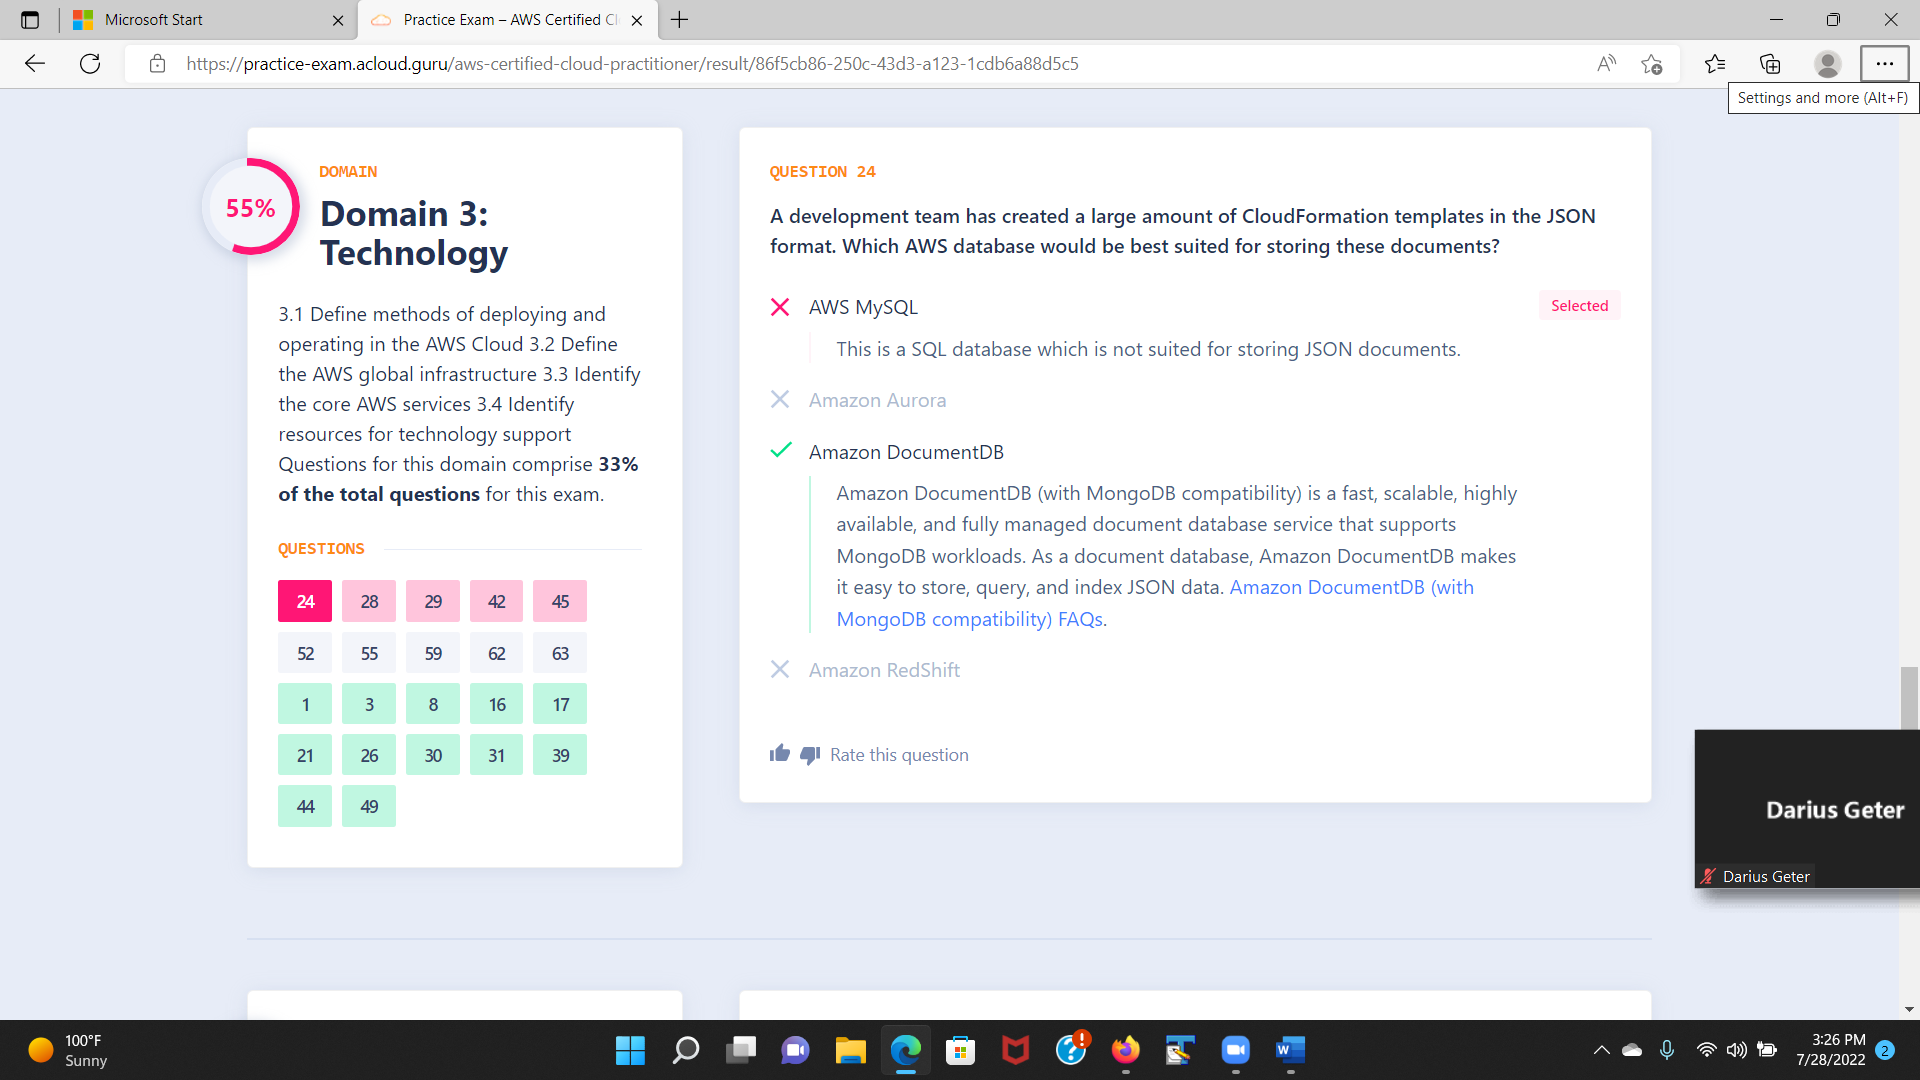 Microsoft Start
Practice Exam – AWS Certified Cl
https://practice-exam.acloud.guru/aws-certified-cloud-practitioner/result/86f5cb86-250c-43d3-a123-1cdb6a88d5c5
Settings and more (Alt+F)
55%
DOMAIN
Domain 3:
Technology
3.1 Define methods of deploying and
operating in the AWS Cloud 3.2 Define
the AWS global infrastructure 3.3 Identify
the core AWS services 3.4 Identify
resources for technology support
Questions for this domain comprise 33%
of the total questions for this exam.
QUESTIONS
24 28 29 42 45
52 55 59 62 63
1 3 8 16 17
21 26 30 31 39
44 49
QUESTION 24
A development team has created a large amount of CloudFormation templates in the JSON
format. Which AWS database would be best suited for storing these documents?
AWS MySQL
Selected
This is a SQL database which is not suited for storing JSON documents.
Amazon Aurora
Amazon DocumentDB
Amazon DocumentDB (with MongoDB compatibility) is a fast, scalable, highly
available, and fully managed document database service that supports
MongoDB workloads. As a document database, Amazon DocumentDB makes
it easy to store, query, and index JSON data. Amazon DocumentDB (with
MongoDB compatibility) FAQs.
Amazon RedShift
Rate this question
Darius Geter
Darius Geter
100°F
Sunny
3:26 PM
7/28/2022
2